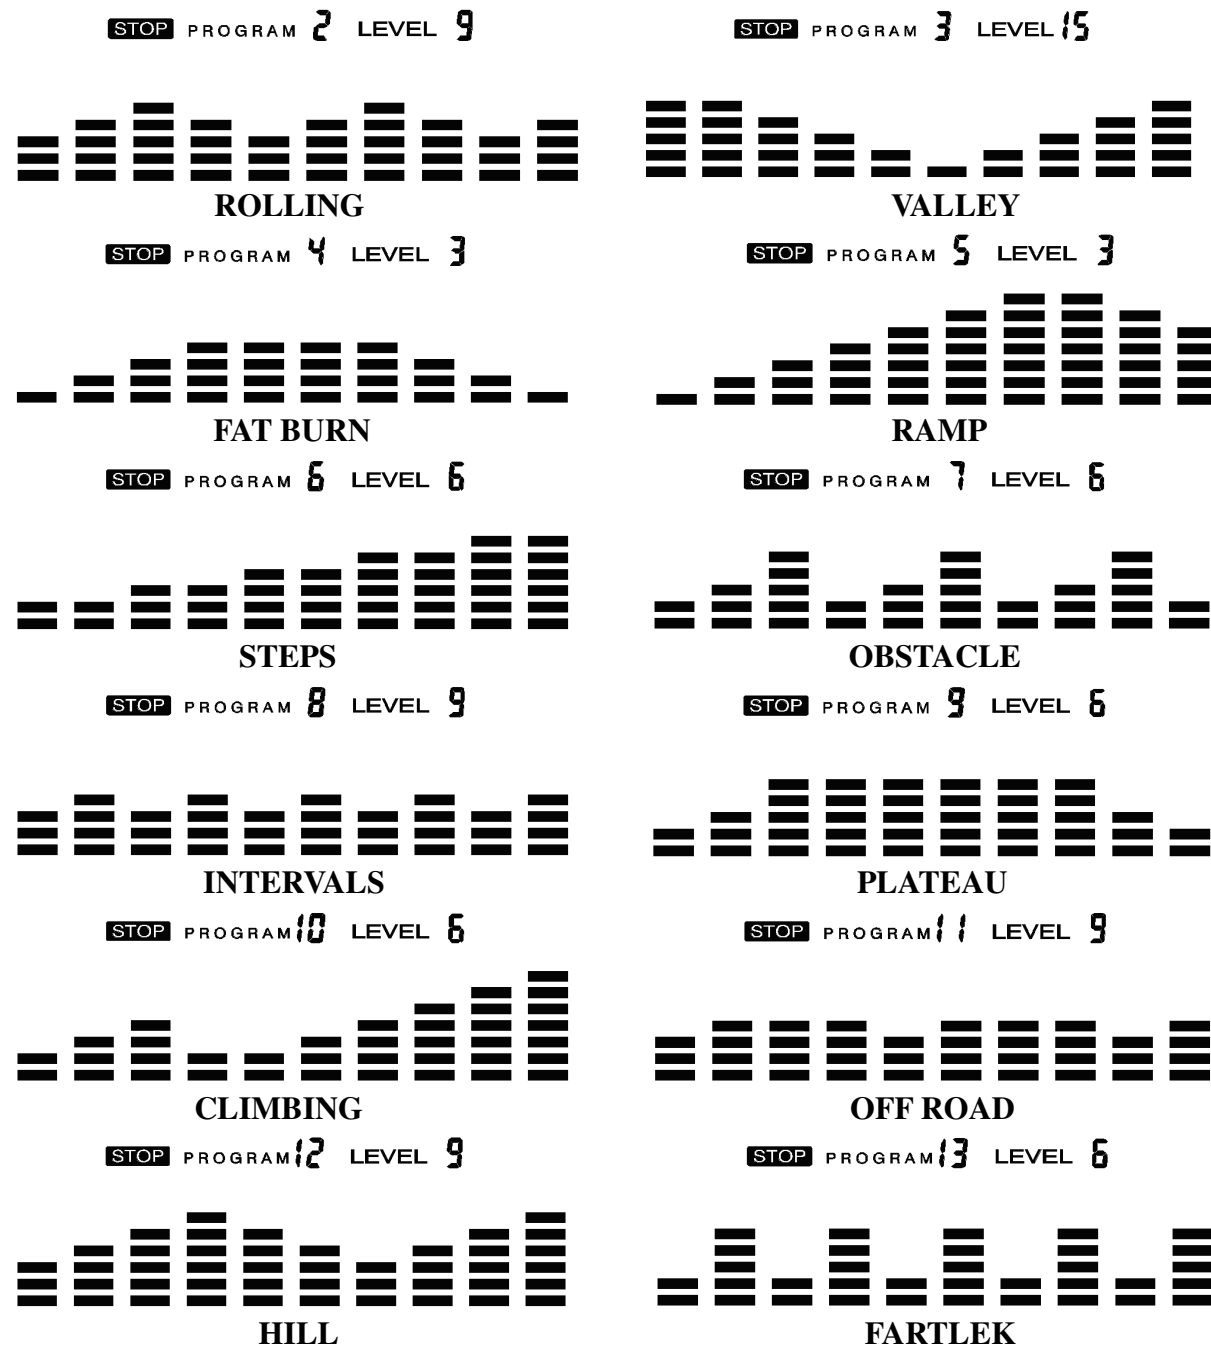 STOP PROGRAM 2 LEVEL 9
STOP PROGRAM 3 LEVEL 15
ROLLING
VALLEY
STOP PROGRAM 4 LEVEL 3
STOP PROGRAM 5 LEVEL 3
FAT BURN
RAMP
STOP PROGRAM 6 LEVEL 6
STOP PROGRAM 7 LEVEL 6
STEPS
OBSTACLE
STOP PROGRAM 8 LEVEL 9
STOP PROGRAM 9 LEVEL 6
INTERVALS
PLATEAU
STOP PROGRAM 10 LEVEL 6
STOP PROGRAM 11 LEVEL 9
CLIMBING
OFF ROAD
STOP PROGRAM 12 LEVEL 9
STOP PROGRAM 13 LEVEL 6
HILL
FARTLEK